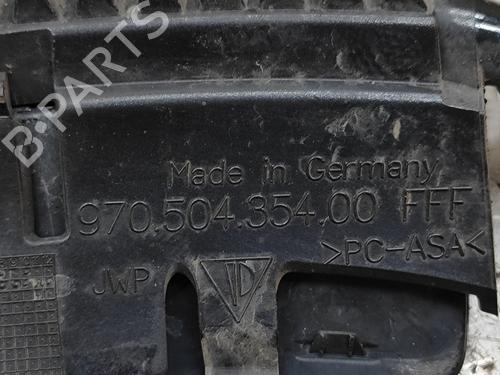 B-PARTS
Made in Germany
970.504.354.00 FFF
>PC-ASA<
JWP